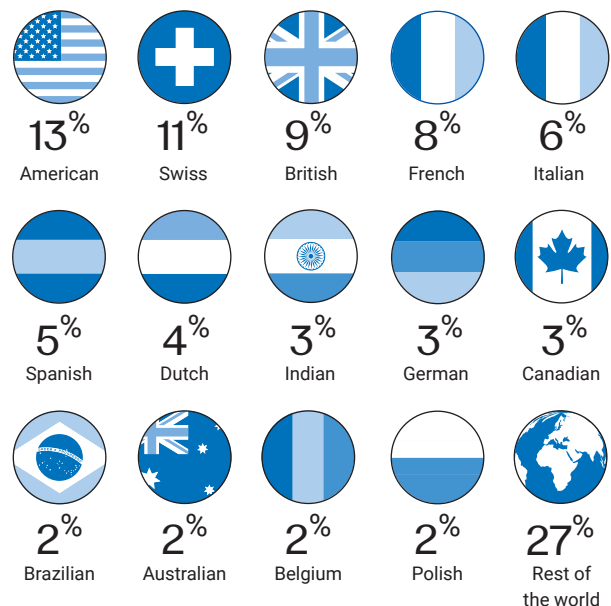 13% 11% 9% 8% 6%
American Swiss British French Italian
5% 4% 3% 3% 3%
Spanish Dutch Indian German Canadian
2% 2% 2% 2% 27%
Brazilian Australian Belgium Polish Rest of
the world